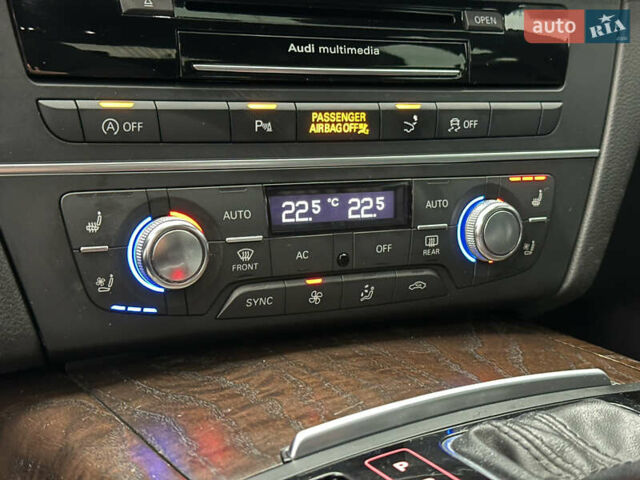 OPEN
auto RIA
Audi multimedia
A OFF
P
PASSENGER
AIRBAG OFF
OFF
AUTO
22.5 °C 22.5
AUTO
FRONT
AC
OFF
REAR
SYNC
P